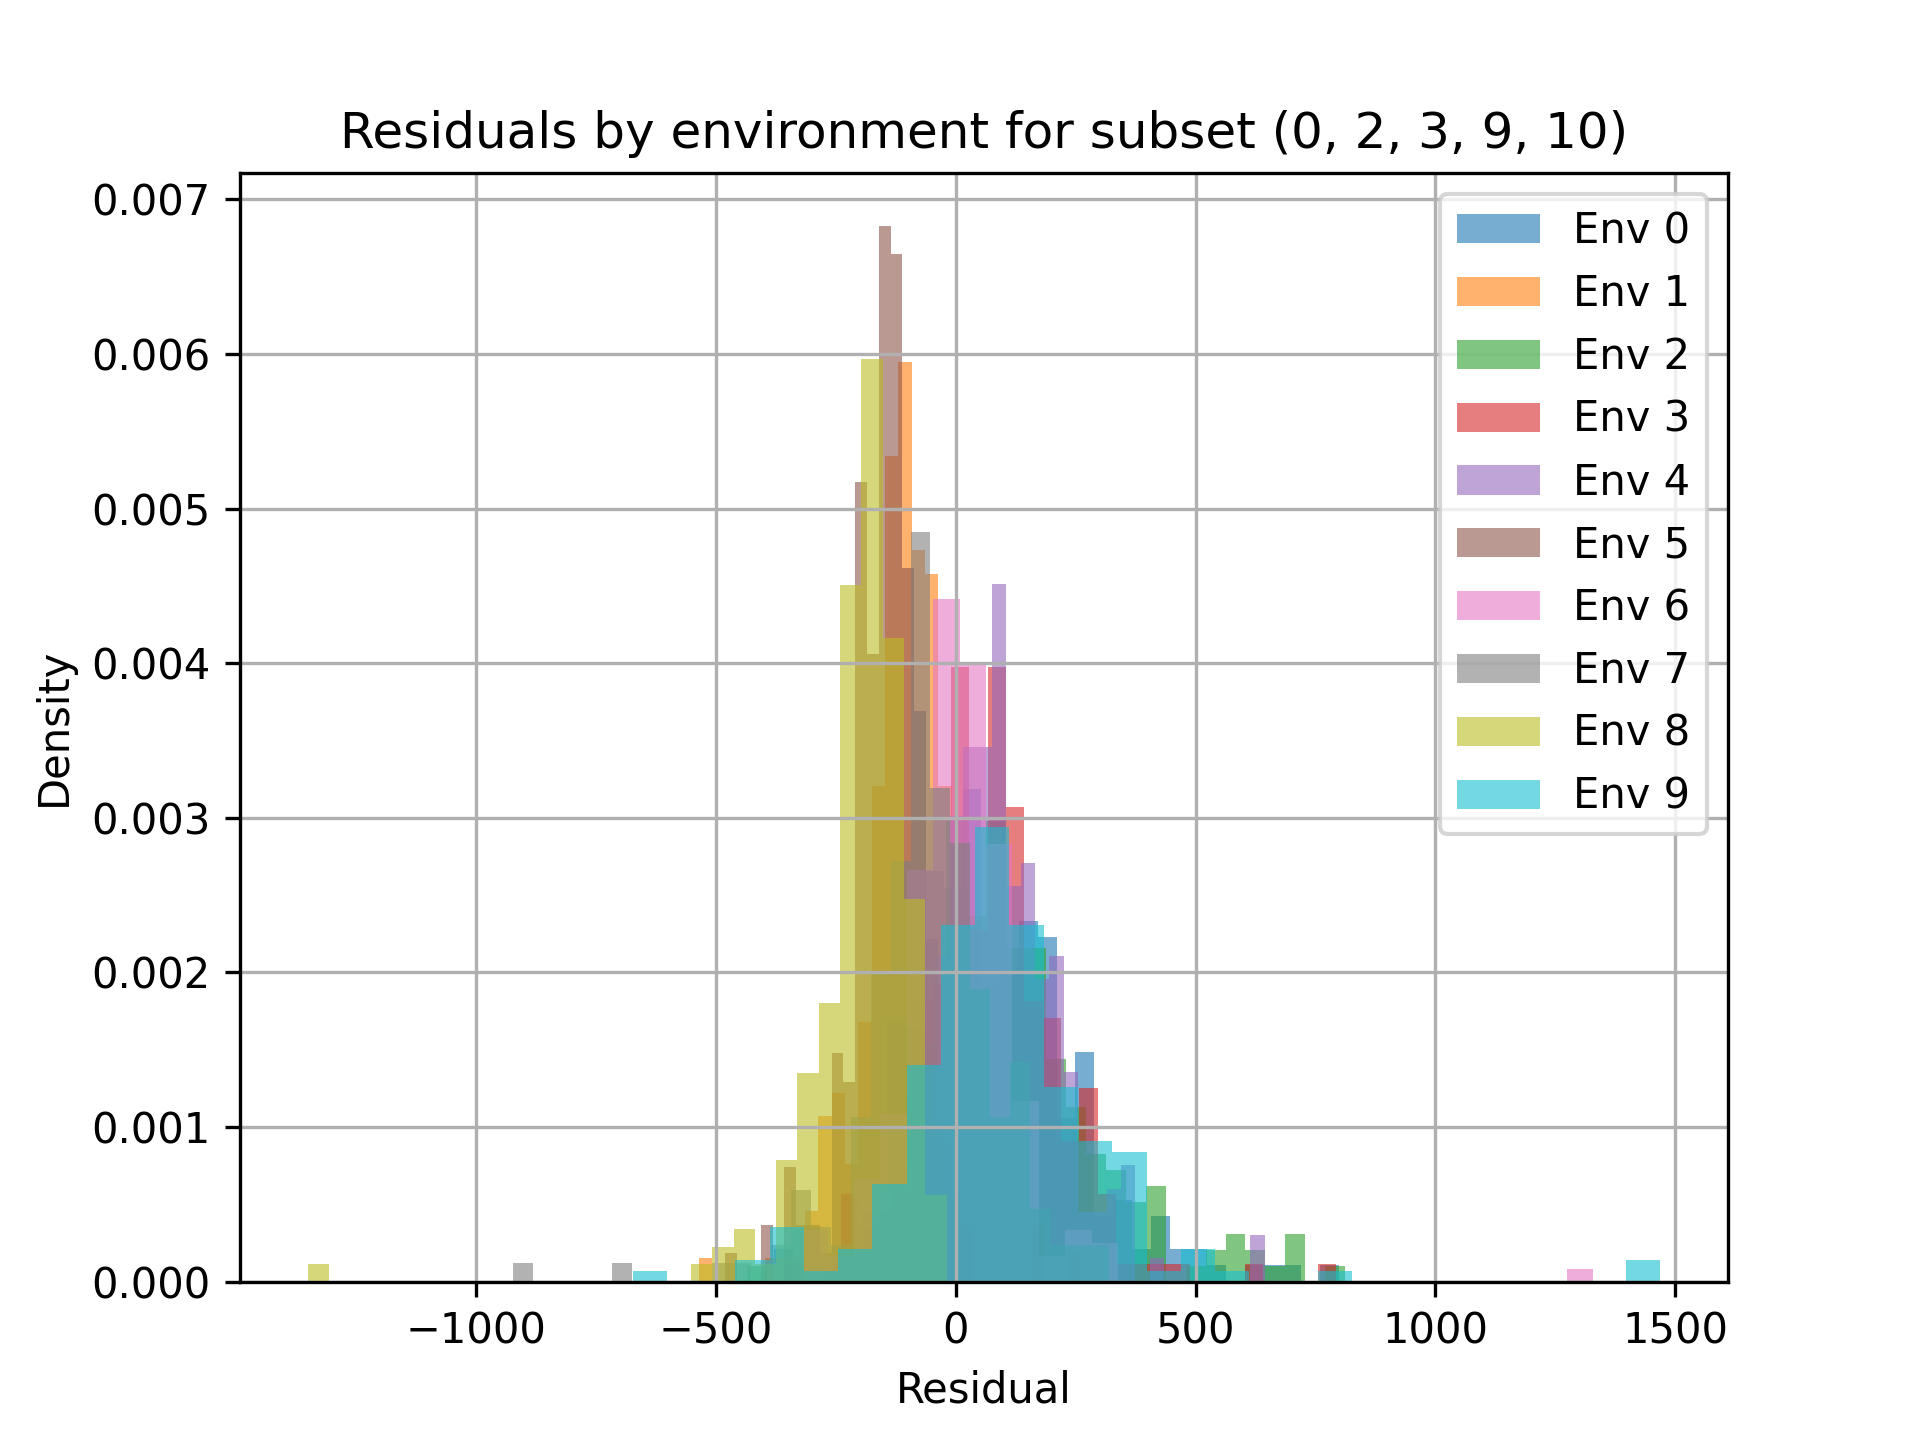 Residuals by environment for subset (0, 2, 3, 9, 10)
0.007
0.006
0.005
0.004
0.003
0.002
0.001
0.000
Density
−1000
−500
0
500
1000
1500
Residual
Env 0
Env 1
Env 2
Env 3
Env 4
Env 5
Env 6
Env 7
Env 8
Env 9